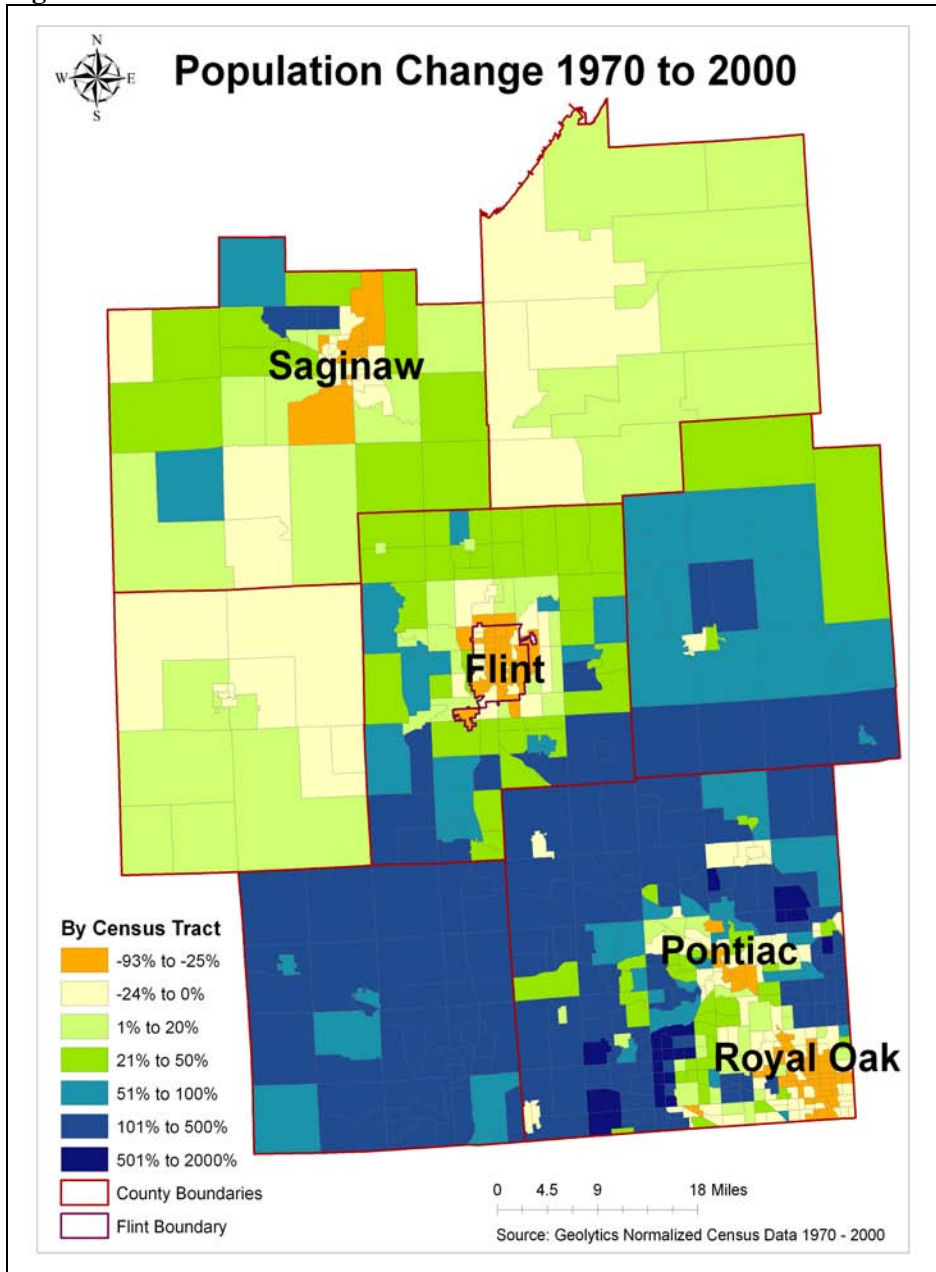 N
W E
S
Population Change 1970 to 2000
Saginaw
Flint
Pontiac
Royal Oak
By Census Tract
-93% to -25%
-24% to 0%
1% to 20%
21% to 50%
51% to 100%
101% to 500%
501% to 2000%
County Boundaries
Flint Boundary
0 4.5 9 18 Miles
Source: Geolytics Normalized Census Data 1970 - 2000